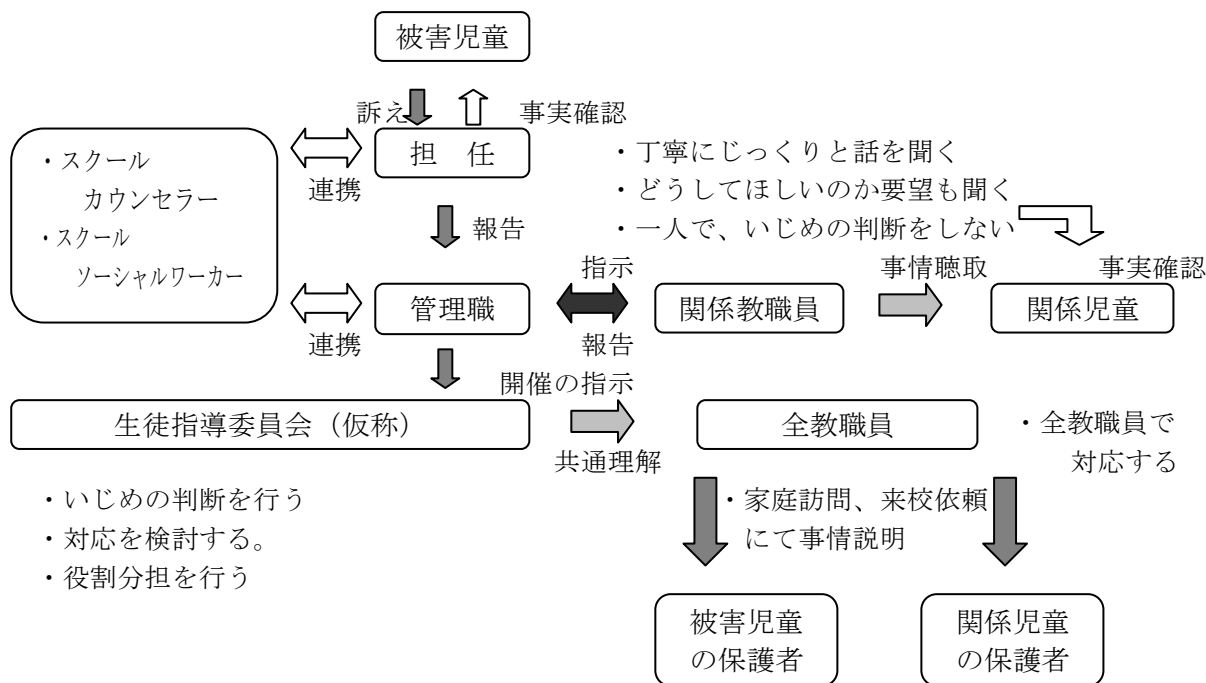 被害児童
訴え
事実確認
・スクール
カウンセラー
・スクール
ソーシャルワーカー
連携
担　任
・丁寧にじっくりと話を聞く
・どうしてほしいのか要望も聞く
・一人で、いじめの判断をしない
報告
指示
事情聴取
事実確認
管理職
関係教職員
関係児童
連携
報告
開催の指示
生徒指導委員会（仮称）
全教職員
・全教職員で
対応する
共通理解
・いじめの判断を行う
・対応を検討する。
・役割分担を行う
・家庭訪問、来校依頼
にて事情説明
被害児童
の保護者
関係児童
の保護者